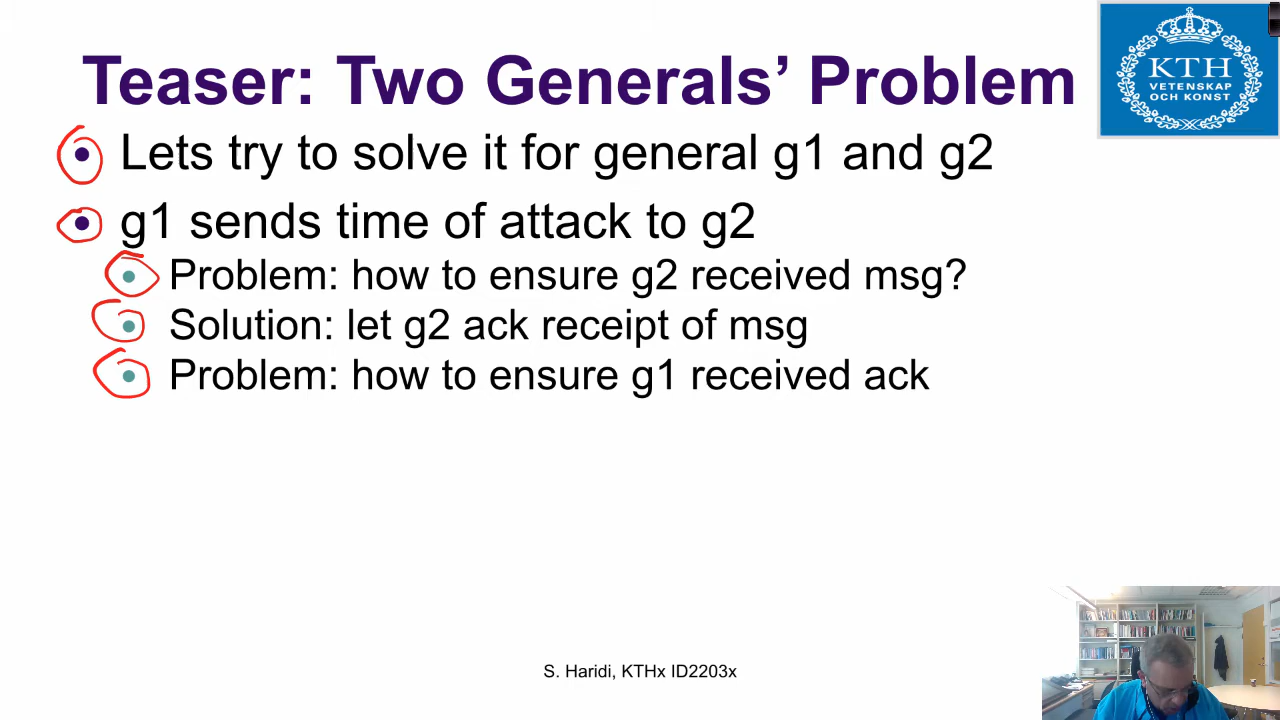 Teaser: Two Generals’ Problem
KTH
VETENSKAP
OCH KONST
Lets try to solve it for general g1 and g2
g1 sends time of attack to g2
Problem: how to ensure g2 received msg?
Solution: let g2 ack receipt of msg
Problem: how to ensure g1 received ack
S. Haridi, KTHx ID2203x